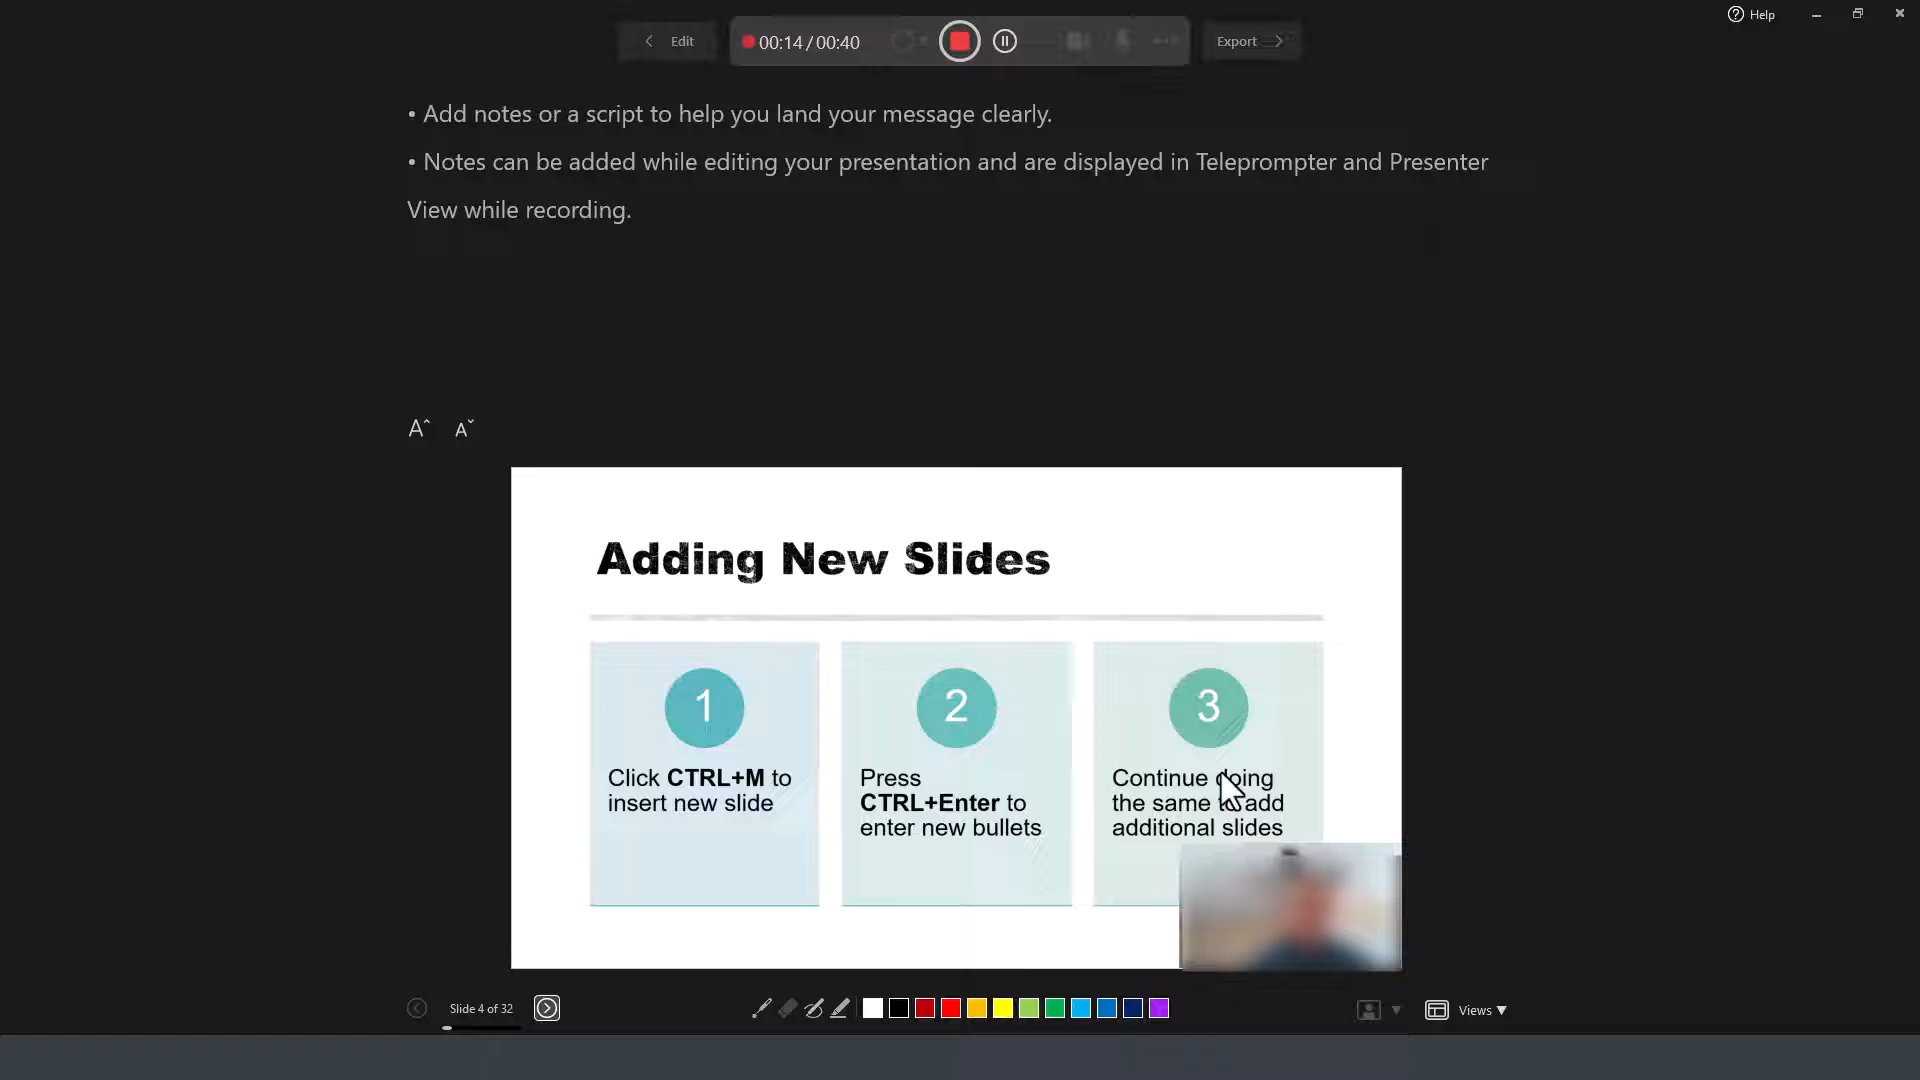 Help
Edit
00:14 / 00:40
Export
• Add notes or a script to help you land your message clearly.
• Notes can be added while editing your presentation and are displayed in Teleprompter and Presenter
View while recording.
A A
Adding New Slides
1
Click CTRL+M to
insert new slide
2
Press
CTRL+Enter to
enter new bullets
3
Continue doing
the same to add
additional slides
Slide 4 of 32
Views